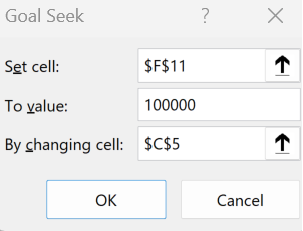 Goal Seek ? ×
Set cell: $F$11
To value: 100000
By changing cell: $C$5
OK Cancel